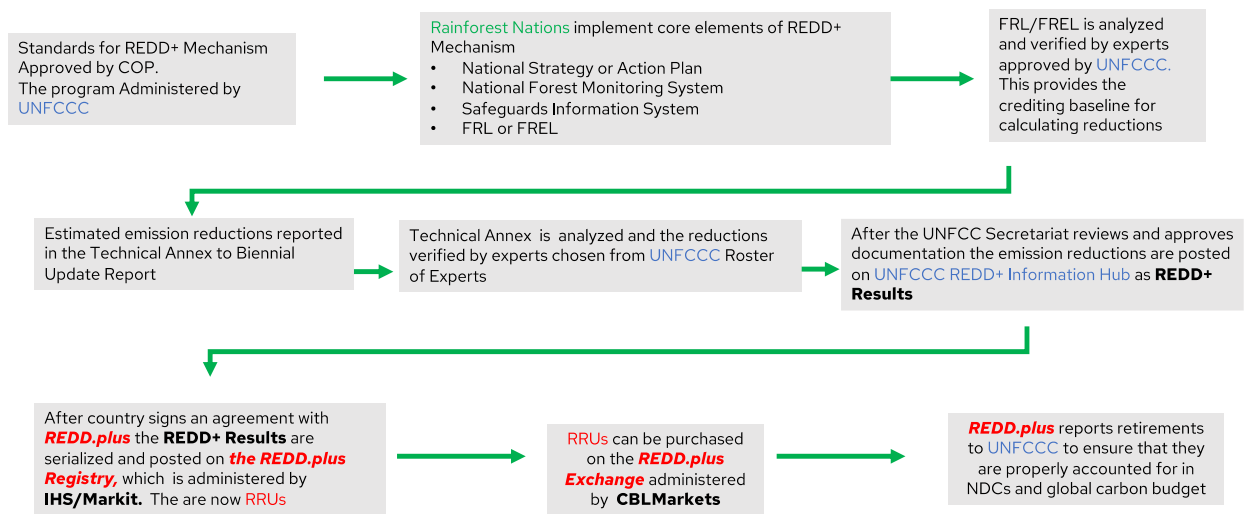 Standards for REDD+ Mechanism
Approved by COP.
The program Administered by
UNFCCC
Rainforest Nations implement core elements of REDD+
Mechanism
• National Strategy or Action Plan
• National Forest Monitoring System
• Safeguards Information System
• FRL or FREL
FRL/FREL is analyzed
and verified by experts
approved by UNFCCC.
This provides the
crediting baseline for
calculating reductions
Estimated emission reductions reported
in the Technical Annex to Biennial
Update Report
Technical Annex is analyzed and the reductions
verified by experts chosen from UNFCCC Roster
of Experts
After the UNFCC Secretariat reviews and approves
documentation the emission reductions are posted
on UNFCCC REDD+ Information Hub as REDD+
Results
After country signs an agreement with
REDD.plus the REDD+ Results are
serialized and posted on the REDD.plus
Registry, which is administered by
IHS/Markit. The are now RRUs
RRUs can be purchased
on the REDD.plus
Exchange administered
by CBLMarkets
REDD.plus reports retirements
to UNFCCC to ensure that they
are properly accounted for in
NDCs and global carbon budget